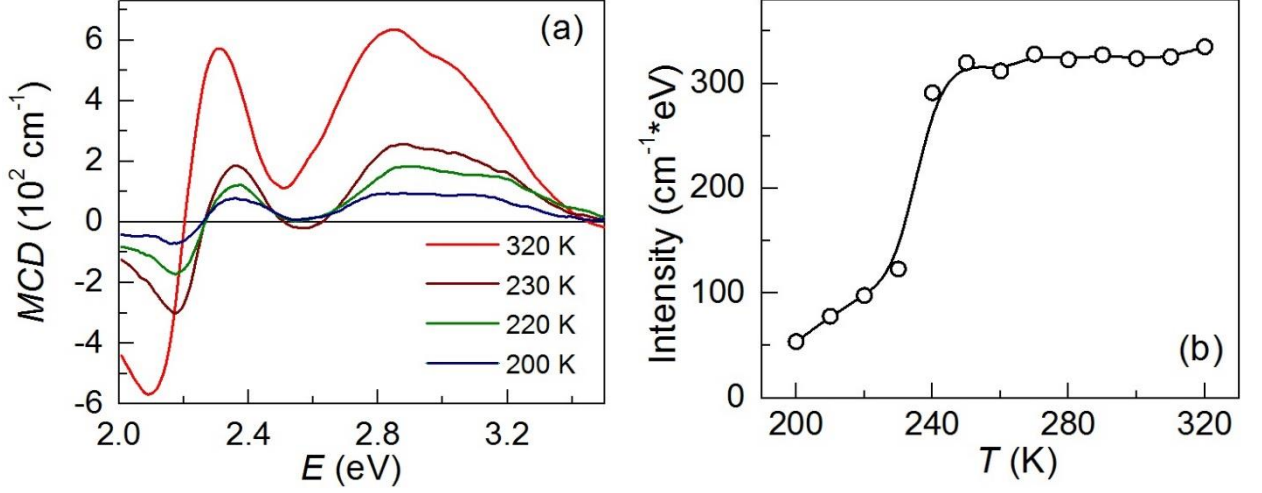 (a)
MCD (10² cm⁻¹)
6
4
2
0
-2
-4
-6
320 K
230 K
220 K
200 K
2.0 2.4 2.8 3.2
E (eV)
(b)
Intensity (cm⁻¹*eV)
300
200
100
0
200 240 280 320
T (K)